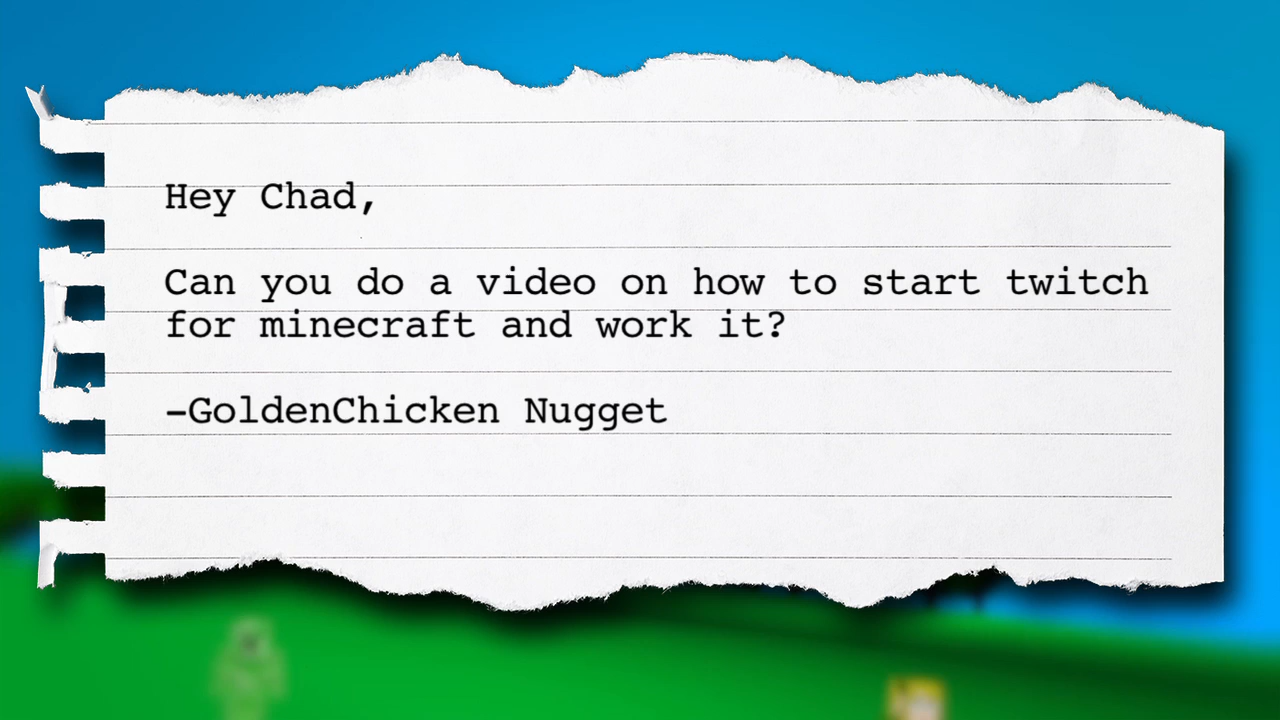 Hey Chad,
Can you do a video on how to start twitch
for minecraft and work it?
-GoldenChicken Nugget